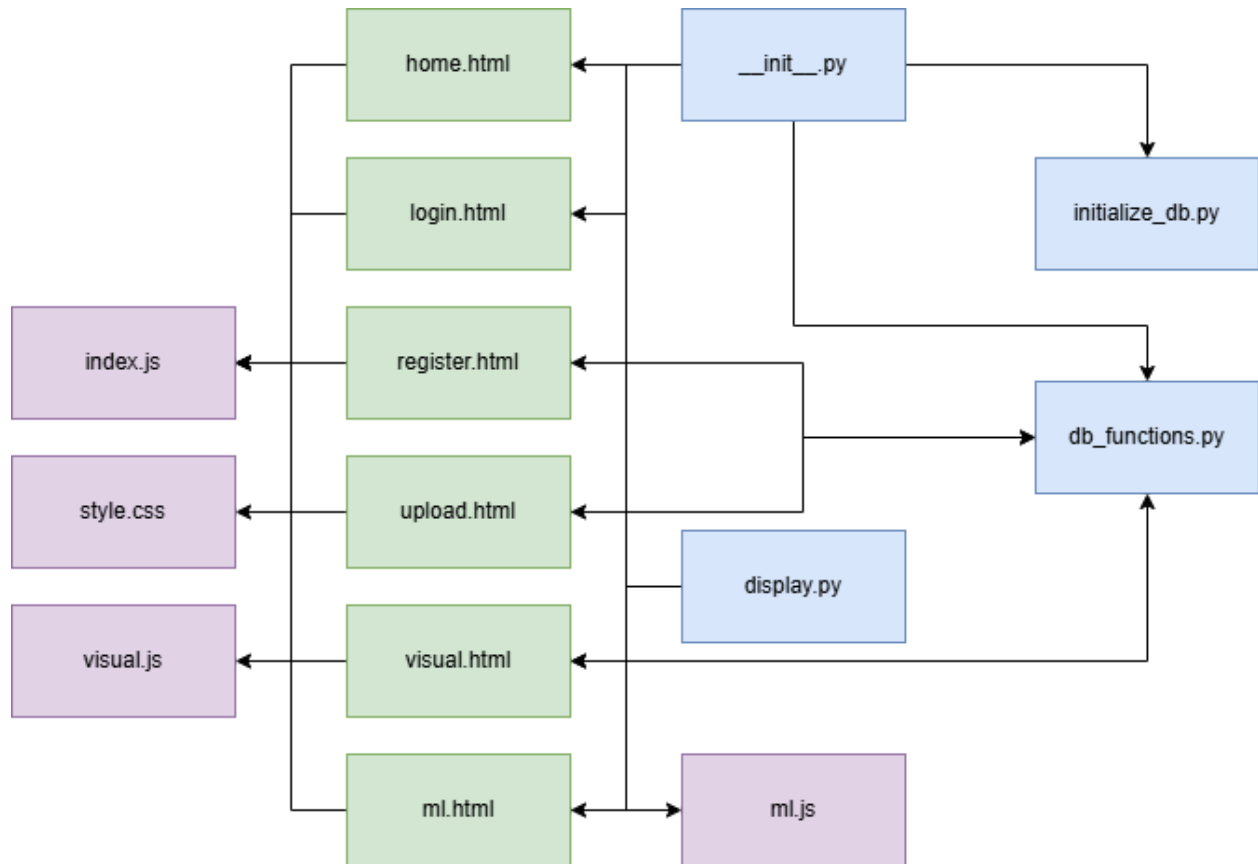 home.html
__init__.py
login.html
initialize_db.py
index.js
register.html
db_functions.py
style.css
upload.html
display.py
visual.js
visual.html
ml.html
ml.js